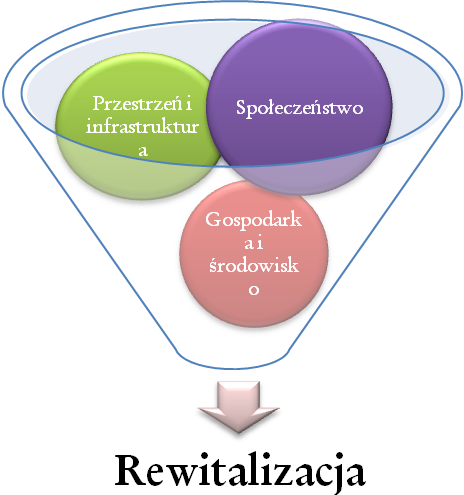 Przestrzeń i
infrastruktur
a
Społeczeństwo
Gospodark
a i
środowisk
o
Rewitalizacja